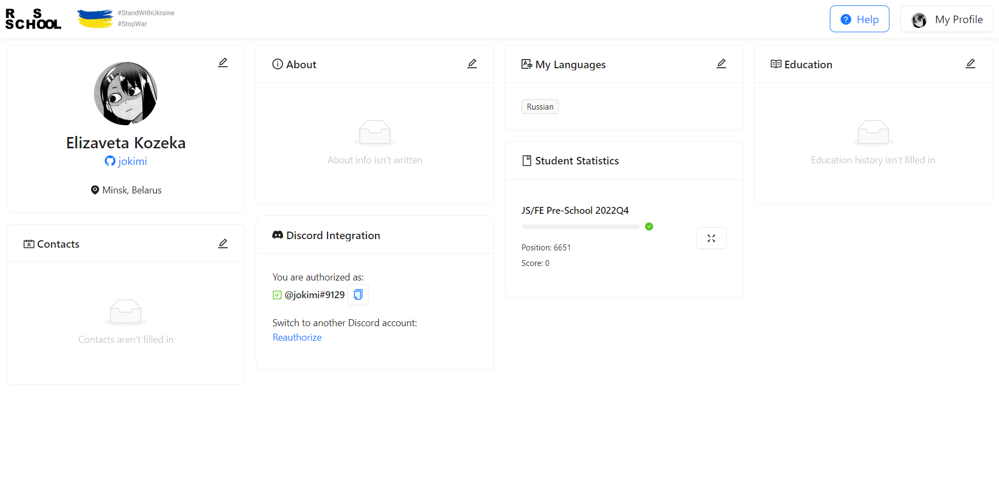 R S
SCHOOL
#StandWithUkraine
#StopWar
Help
My Profile
Elizaveta Kozeka
jokimi
Minsk, Belarus
Contacts
Contacts aren't filled in
About
About info isn't written
Discord Integration
You are authorized as:
@jokimi#9129
Switch to another Discord account:
Reauthorize
My Languages
Russian
Student Statistics
JS/FE Pre-School 2022Q4
Position: 6651
Score: 0
Education
Education history isn't filled in